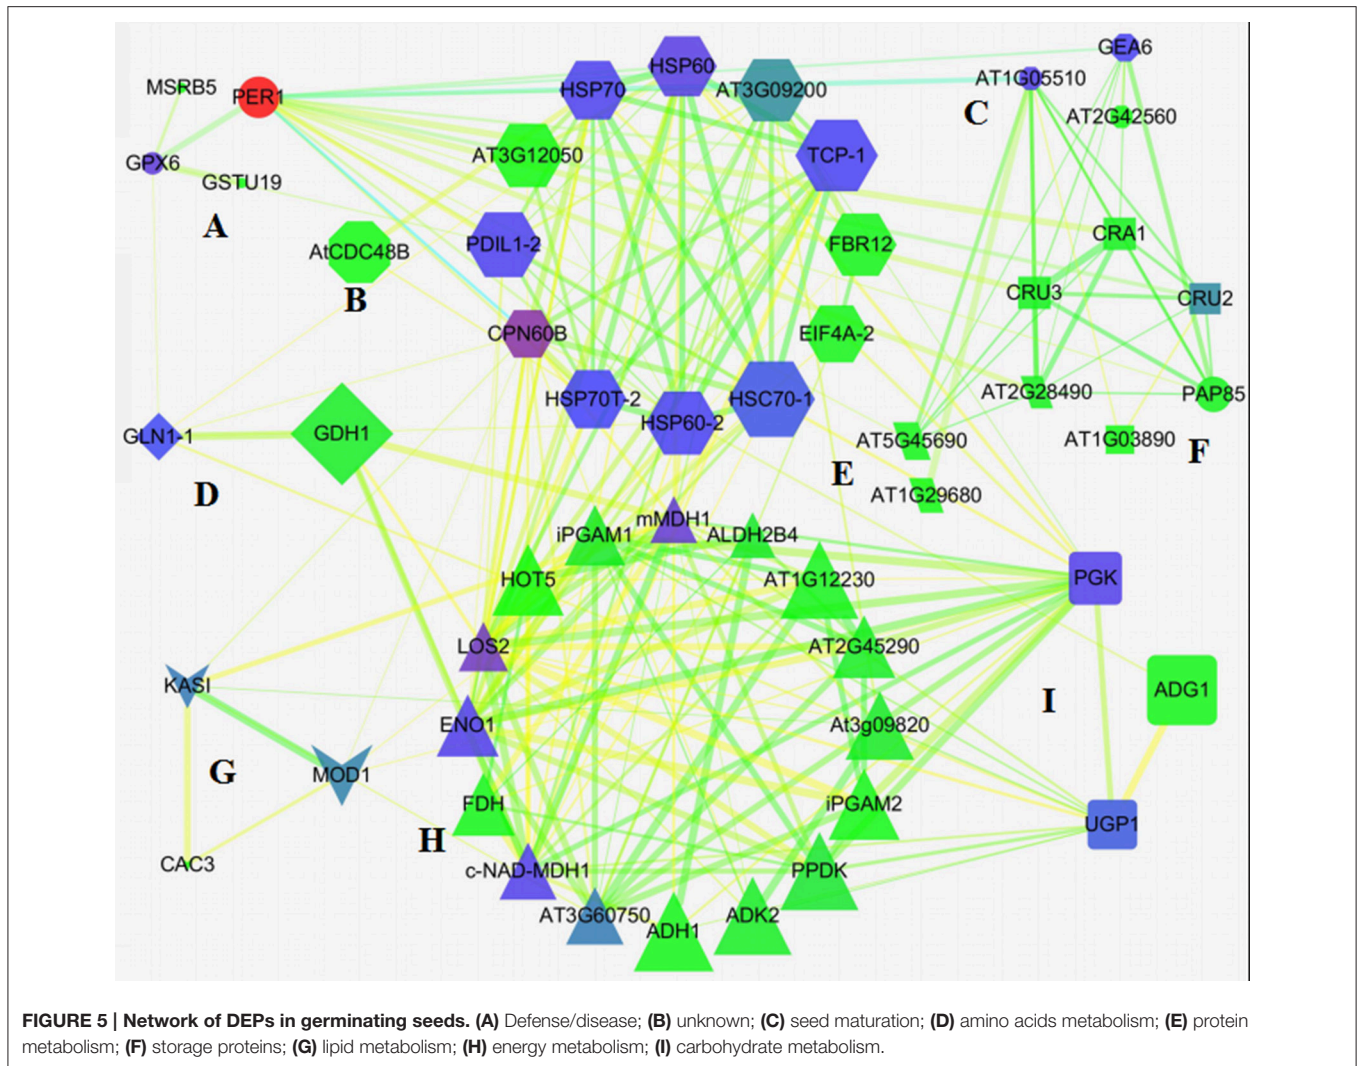 GEA6
HSP60
AT1G05510
MSRB5
PER1
HSP70
AT3G09200
C
AT2G42560
GPX6
AT3G12050
TCP-1
GSTU19
A
AtCDC48B
PDIL1-2
FBR12
CRA1
B
CRU3
CRU2
CPN60B
EIF4A-2
HSP70T-2
HSC70-1
AT2G28490
PAP85
GLN1-1
GDH1
HSP60-2
AT5G45690
AT1G03890
F
D
E
AT1G29680
iPGAM1
mMDH1
ALDH2B4
HOT5
AT1G12230
PGK
LOS2
AT2G45290
KASI
ADG1
I
ENO1
At3g09820
G
MOD1
FDH
iPGAM2
UGP1
H
CAC3
c-NAD-MDH1
PPDK
AT3G60750
ADH1
ADK2
FIGURE 5 | Network of DEPs in germinating seeds. (A) Defense/disease; (B) unknown; (C) seed maturation; (D) amino acids metabolism; (E) protein
metabolism; (F) storage proteins; (G) lipid metabolism; (H) energy metabolism; (I) carbohydrate metabolism.